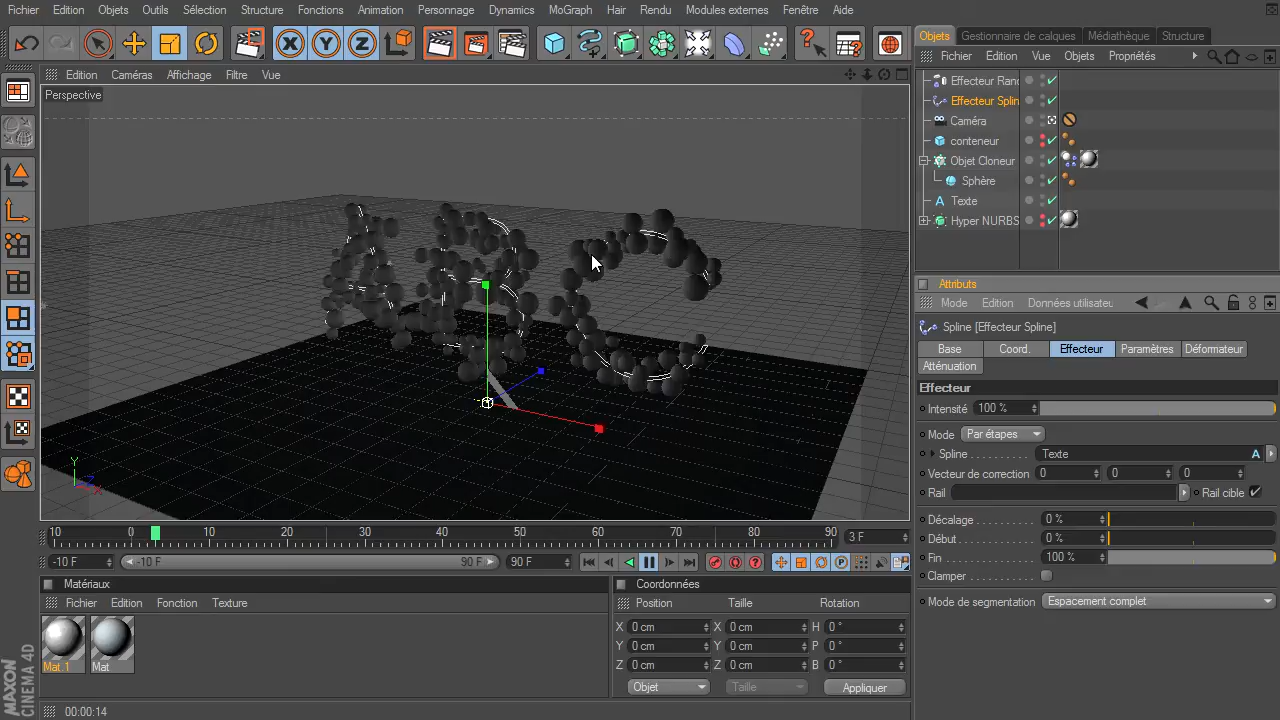 Fichier Edition Objets Outils Sélection Structure Fonctions Animation Personnage Dynamics MoGraph Hair Rendu Modules externes Fenêtre Aide
Objets Gestionnaire de calques Médiathèque Structure
Fichier Edition Vue Objets Propriétés
Edition Caméras Affichage Filtre Vue
Perspective
Effecteur Rand
Effecteur Splin
Caméra
conteneur
Objet Cloneur
Sphère
Texte
Hyper NURBS
Attributs
Mode Edition Données utilisateu
Spline [Effecteur Spline]
Base Coord. Effecteur Paramètres Déformateur
Atténuation
Effecteur
Intensité 100 %
Mode Par étapes
Spline Texte A
Vecteur de correction 0 0 0
Rail Rail cible
Décalage 0 %
Début 0 %
Fin 100 %
Clamper
Mode de segmentation Espacement complet
Y
Z
X
10 0 10 20 30 40 50 60 70 80 90 3 F
-10 F -10 F 90 F 90 F
Matériaux
Fichier Edition Fonction Texture
Mat.1 Mat
Coordonnées
Position Taille Rotation
X 0 cm X 0 cm H 0 °
Y 0 cm Y 0 cm P 0 °
Z 0 cm Z 0 cm B 0 °
Objet Taille Appliquer
MAXON
CINEMA 4D
00:00:14